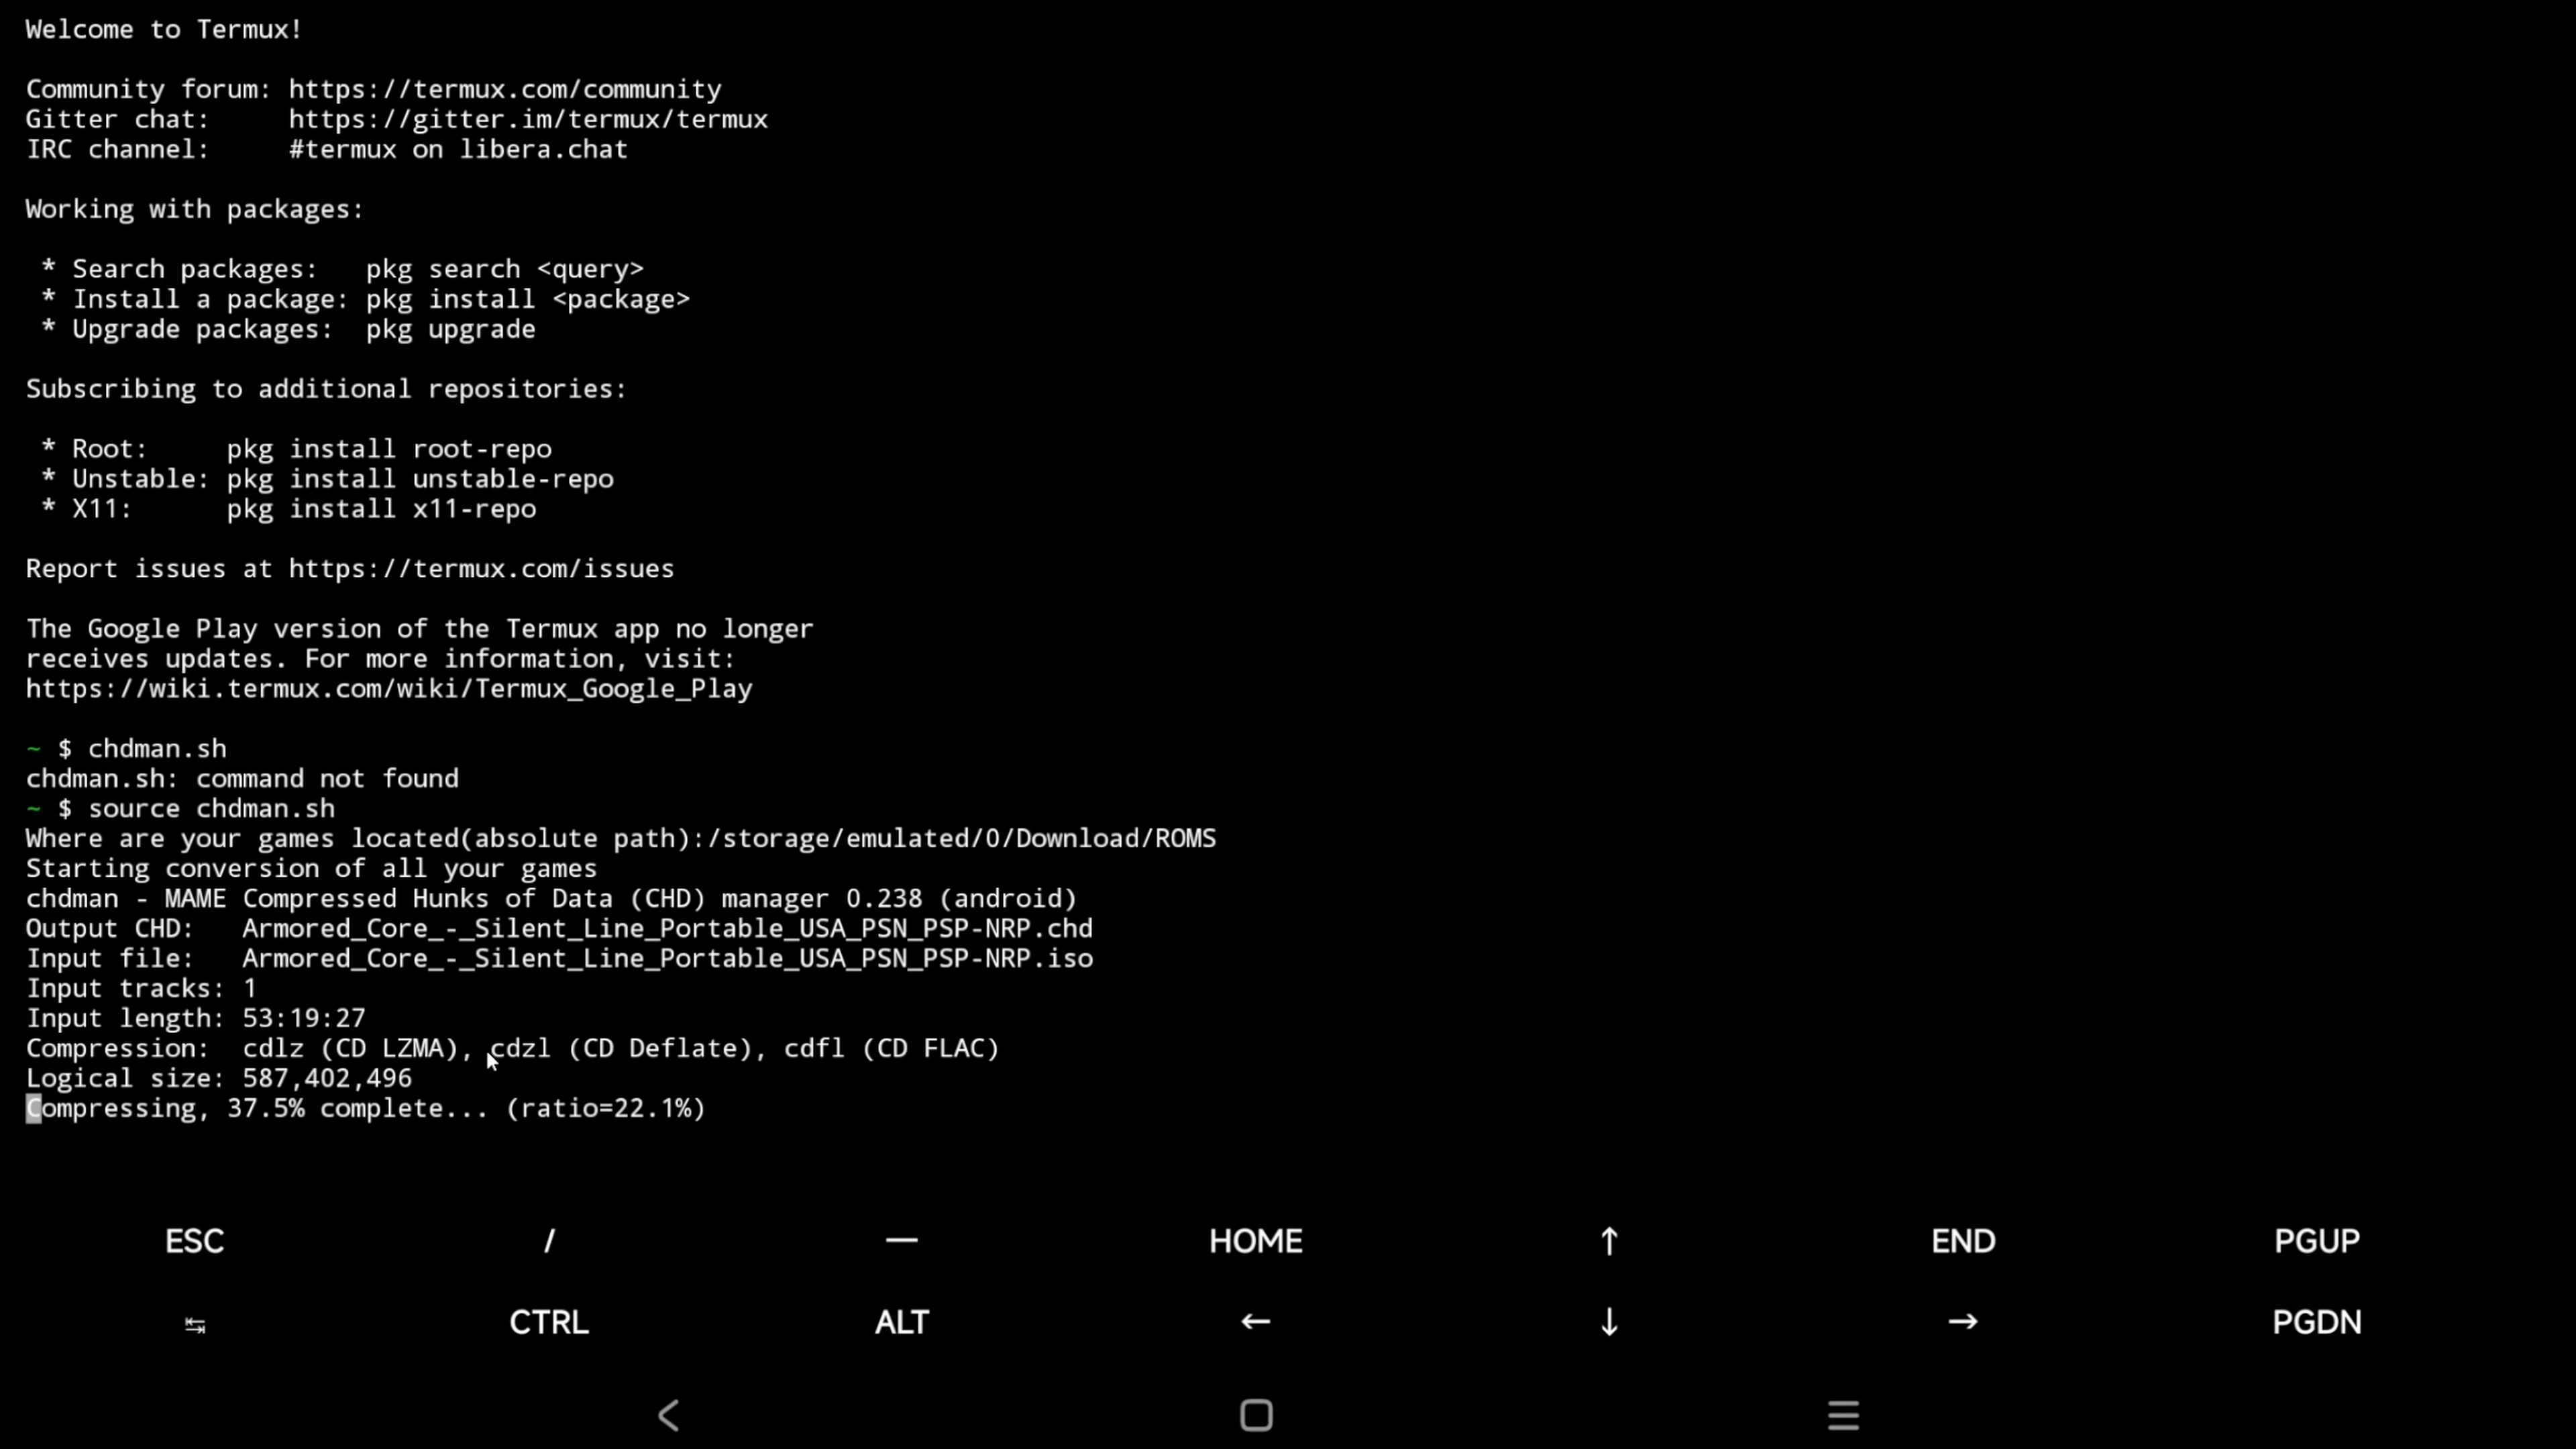 Welcome to Termux!
Community forum: https://termux.com/community
Gitter chat:     https://gitter.im/termux/termux
IRC channel:     #termux on libera.chat
Working with packages:
 * Search packages:   pkg search <query>
 * Install a package: pkg install <package>
 * Upgrade packages:  pkg upgrade
Subscribing to additional repositories:
 * Root:     pkg install root-repo
 * Unstable: pkg install unstable-repo
 * X11:      pkg install x11-repo
Report issues at https://termux.com/issues
The Google Play version of the Termux app no longer
receives updates. For more information, visit:
https://wiki.termux.com/wiki/Termux_Google_Play
~ $ chdman.sh
chdman.sh: command not found
~ $ source chdman.sh
Where are your games located(absolute path):/storage/emulated/0/Download/ROMS
Starting conversion of all your games
chdman - MAME Compressed Hunks of Data (CHD) manager 0.238 (android)
Output CHD:   Armored_Core_-_Silent_Line_Portable_USA_PSN_PSP-NRP.chd
Input file:   Armored_Core_-_Silent_Line_Portable_USA_PSN_PSP-NRP.iso
Input tracks: 1
Input length: 53:19:27
Compression:  cdlz (CD LZMA), cdzl (CD Deflate), cdfl (CD FLAC)
Logical size: 587,402,496
Compressing, 37.5% complete... (ratio=22.1%)
ESC / — HOME ↑ END PGUP
↹ CTRL ALT ← ↓ → PGDN